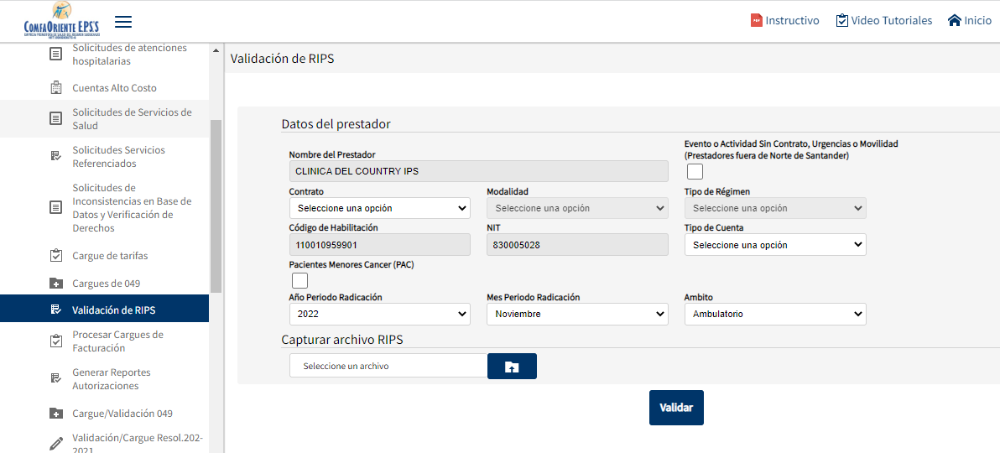 COMFAORIENTE EPS'S
Instructivo
Video Tutoriales
Inicio
Solicitudes de atenciones
hospitalarias
Cuentas Alto Costo
Solicitudes de Servicios de
Salud
Solicitudes Servicios
Referenciados
Solicitudes de
Inconsistencias en Base de
Datos y Verificación de
Derechos
Cargue de tarifas
Cargues de 049
Validación de RIPS
Procesar Cargues de
Facturación
Generar Reportes
Autorizaciones
Cargue/Validación 049
Validación/Cargue Resol.202-
2021
Validación de RIPS
Datos del prestador
Nombre del Prestador
CLINICA DEL COUNTRY IPS
Evento o Actividad Sin Contrato, Urgencias o Movilidad
(Prestadores fuera de Norte de Santander)
Contrato
Seleccione una opción
Modalidad
Seleccione una opción
Tipo de Régimen
Seleccione una opción
Código de Habilitación
110010959901
NIT
830005028
Tipo de Cuenta
Seleccione una opción
Pacientes Menores Cancer (PAC)
Año Periodo Radicación
2022
Mes Periodo Radicación
Noviembre
Ambito
Ambulatorio
Capturar archivo RIPS
Seleccione un archivo
Validar